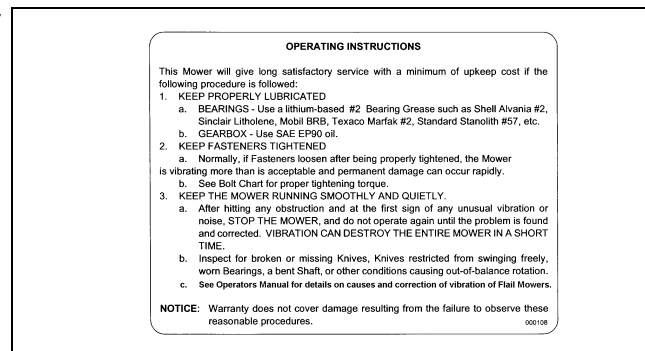 OPERATING INSTRUCTIONS
This Mower will give long satisfactory service with a minimum of upkeep cost if the
following procedure is followed:
1. KEEP PROPERLY LUBRICATED
a. BEARINGS - Use a lithium-based #2 Bearing Grease such as Shell Alvania #2,
Sinclair Litholene, Mobil BRB, Texaco Marfak #2, Standard Stanolith #57, etc.
b. GEARBOX - Use SAE EP90 oil.
2. KEEP FASTENERS TIGHTENED
a. Normally, if Fasteners loosen after being properly tightened, the Mower
is vibrating more than is acceptable and permanent damage can occur rapidly.
b. See Bolt Chart for proper tightening torque.
3. KEEP THE MOWER RUNNING SMOOTHLY AND QUIETLY.
a. After hitting any obstruction and at the first sign of any unusual vibration or
noise, STOP THE MOWER, and do not operate again until the problem is found
and corrected. VIBRATION CAN DESTROY THE ENTIRE MOWER IN A SHORT
TIME.
b. Inspect for broken or missing Knives, Knives restricted from swinging freely,
worn Bearings, a bent Shaft, or other conditions causing out-of-balance rotation.
c. See Operators Manual for details on causes and correction of vibration of Flail Mowers.
NOTICE: Warranty does not cover damage resulting from the failure to observe these
reasonable procedures. 000108